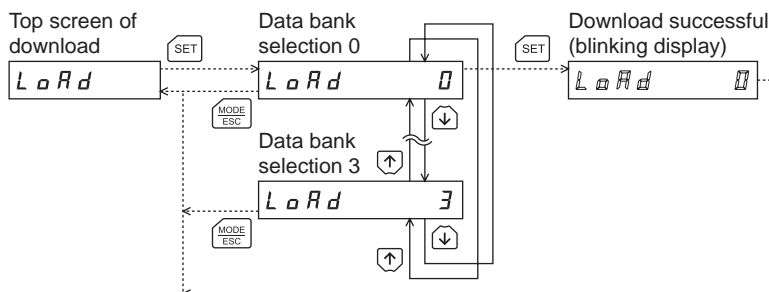 Top screen of
download
SET
LoAd
Data bank
selection 0
LoAd 0
MODE
ESC
↓
SET
Download successful
(blinking display)
LoAd 0
Data bank
selection 3
↑
LoAd 3
MODE
ESC
↓
↑